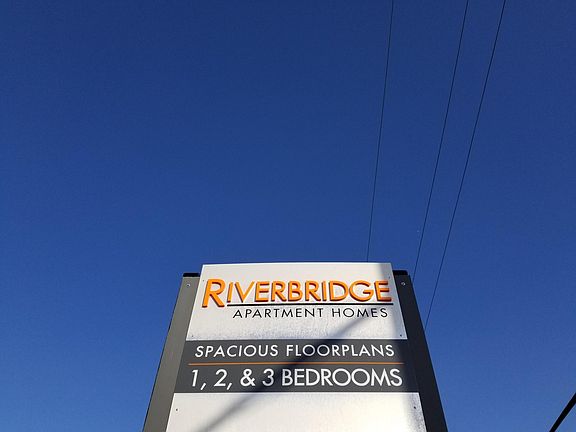 RIVERBRIDGE
APARTMENT HOMES
SPACIOUS FLOORPLANS
1, 2, & 3 BEDROOMS